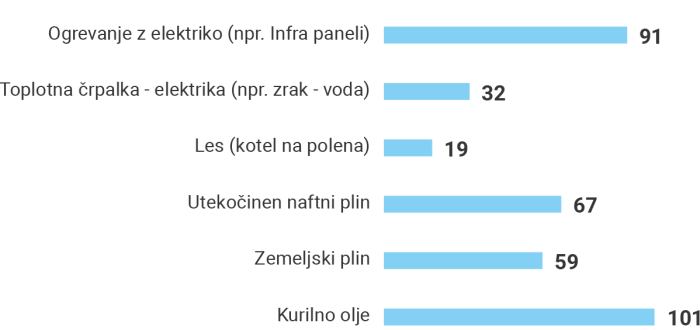 Ogrevanje z elektriko (npr. Infra paneli) 91
Toplotna črpalka - elektrika (npr. zrak - voda) 32
Les (kotel na polena) 19
Utekočinen naftni plin 67
Zemeljski plin 59
Kurilno olje 101